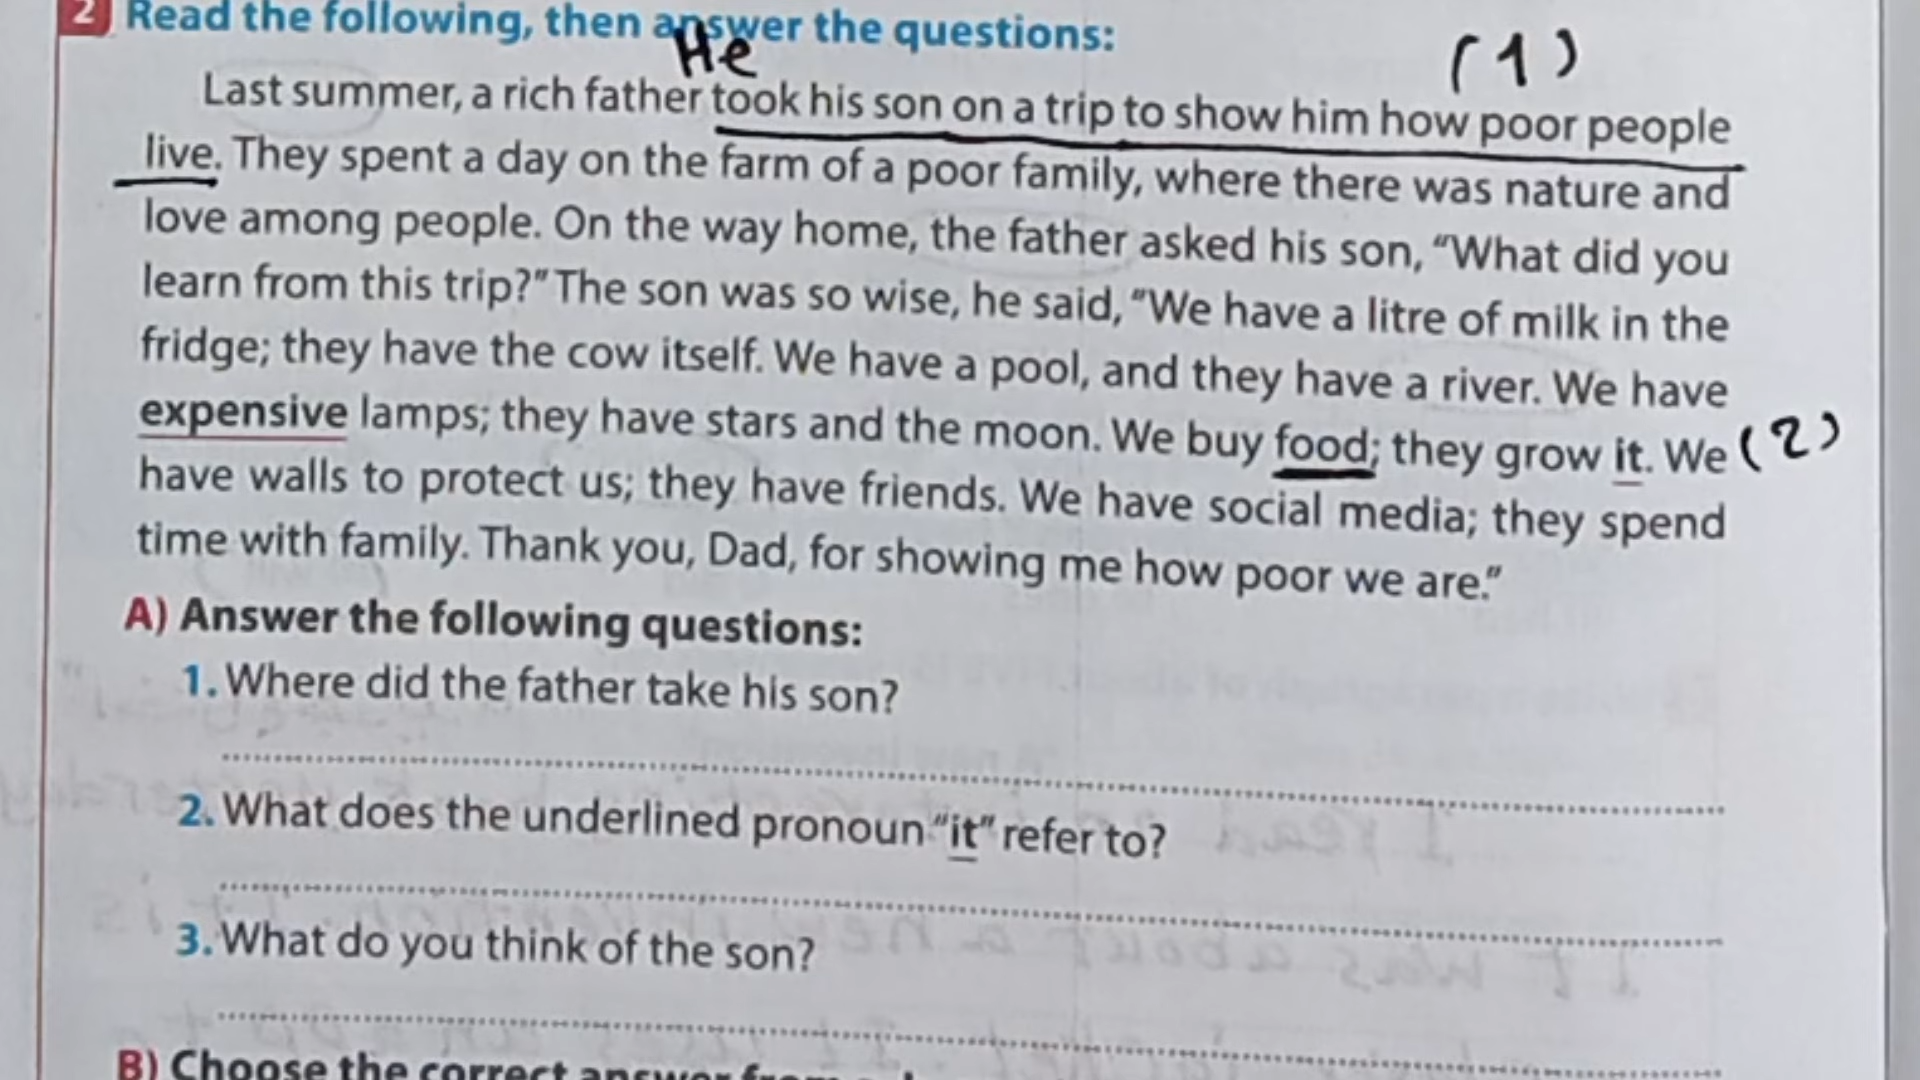 2 Read the following, then answer the questions:
He
(1)
Last summer, a rich father took his son on a trip to show him how poor people
live. They spent a day on the farm of a poor family, where there was nature and
love among people. On the way home, the father asked his son, “What did you
learn from this trip?” The son was so wise, he said, “We have a litre of milk in the
fridge; they have the cow itself. We have a pool, and they have a river. We have
expensive lamps; they have stars and the moon. We buy food; they grow it. We (2)
have walls to protect us; they have friends. We have social media; they spend
time with family. Thank you, Dad, for showing me how poor we are.”
A) Answer the following questions:
1. Where did the father take his son?
2. What does the underlined pronoun “it” refer to?
3. What do you think of the son?
B) Choose the correct answer from